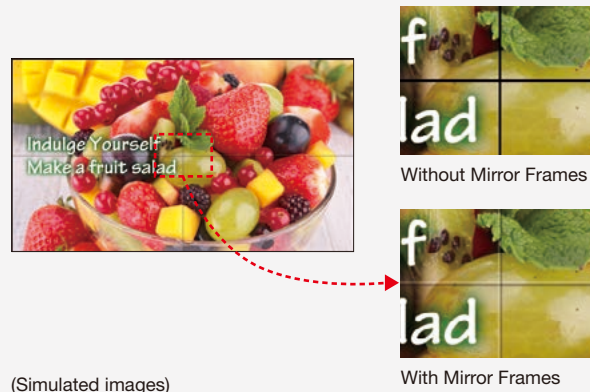 Indulge Yourself
Make a fruit salad
f
lad
Without Mirror Frames
f
lad
With Mirror Frames
(Simulated images)